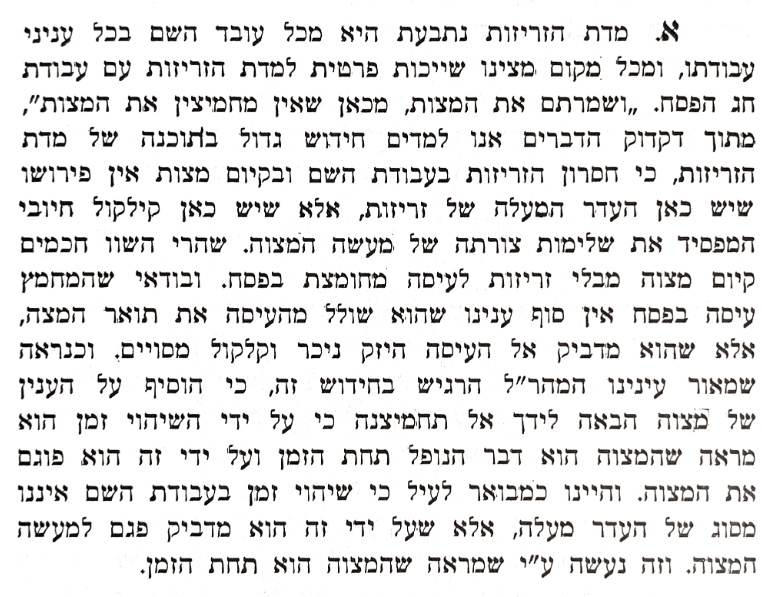 א. מדת הזריזות נתבעת היא מכל עובד השם בכל עניני
עבודתו, ומכל מקום מצינו שייכות פרטית למדת הזריזות עם עבודת
חג הפסח. „ושמרתם את המצות, מכאן שאין מחמיצין את המצות",
מתוך דקדוק הדברים אנו למדים חידוש גדול בתוכנה של מדת
הזריזות, כי חסרון הזריזות בעבודת השם ובקיום מצות אין פירושו
שיש כאן העדר המעלה של זריזות, אלא שיש כאן קילקול חיובי
המפסיד את שלימות צורתה של מעשה המצוה. שהרי השוו חכמים
קיום מצוה מבלי זריזות לעיסה מחומצת בפסח. ובודאי שהמחמץ
עיסה בפסח אין סוף ענינו שהוא שולל מהעיסה את תואר המצה,
אלא שהוא מדביק אל העיסה היזק ניכר וקלקול מסויים. וכנראה
שמאור עינינו המהר"ל הרגיש בחידוש זה, כי הוסיף על הענין
של מצוה הבאה לידך אל תחמיצנה כי על ידי השיהוי זמן הוא
מראה שהמצוה הוא דבר הנופל תחת הזמן ועל ידי זה הוא פוגם
את המצוה. והיינו כמבואר לעיל כי שיהוי זמן בעבודת השם איננו
מסוג של העדר מעלה, אלא שעל ידי זה הוא מדביק פגם למעשה
המצוה. וזה נעשה ע"י שמראה שהמצוה הוא תחת הזמן.